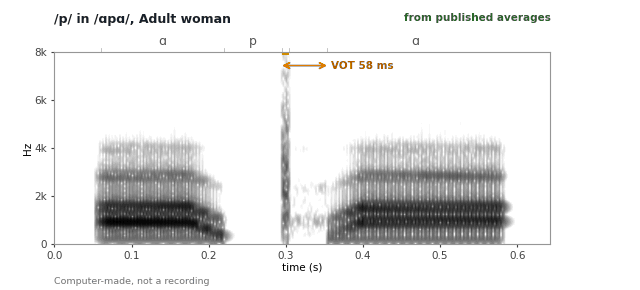 /p/ in /ɑpɑ/, Adult woman
from published averages
ɑ p ɑ
8k
VOT 58 ms
6k
4k
Hz
2k
0
0.0 0.1 0.2 0.3 0.4 0.5 0.6
time (s)
Computer-made, not a recording